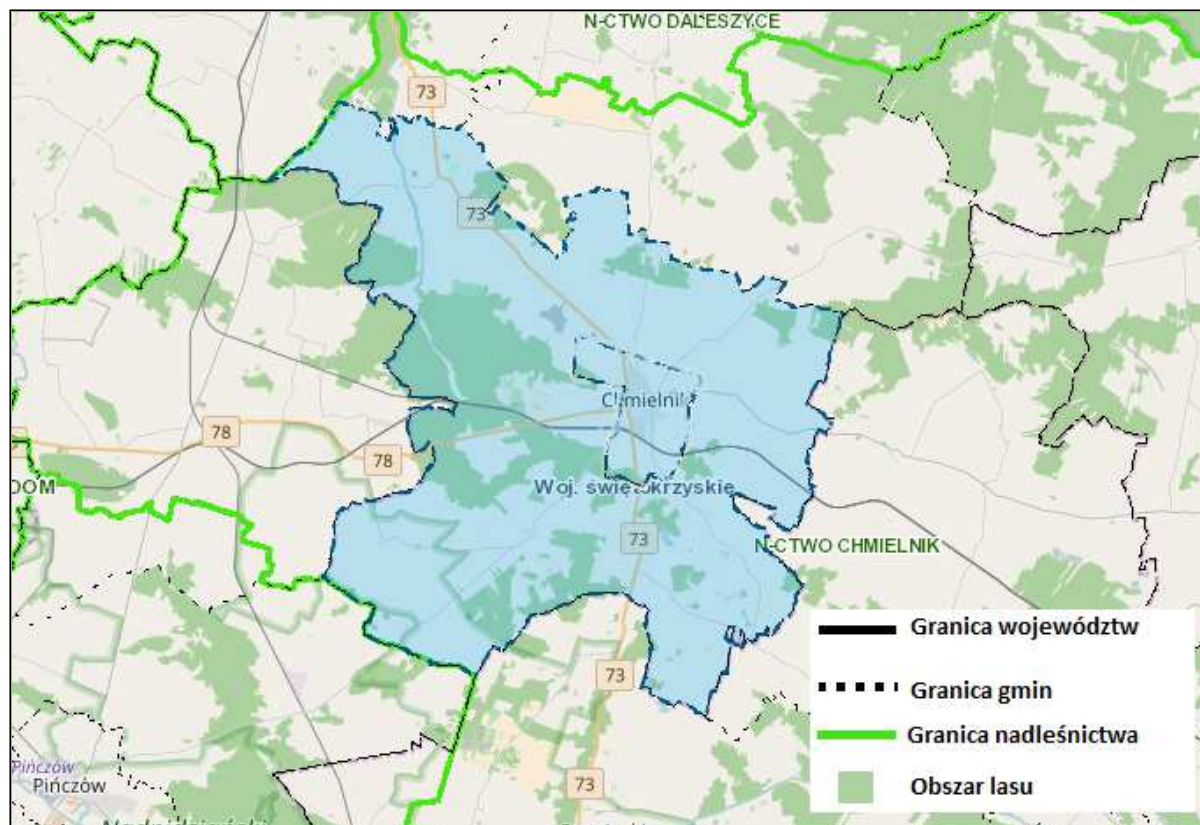 N-CTWO DALESZYCE
73
73
Chmielnik
78
78
DOM
Woj. świętokrzyskie
73
N-CTWO CHMIELNIK
73
73
Pińczów
Pińczów
Granica województw
Granica gmin
Granica nadleśnictwa
Obszar lasu